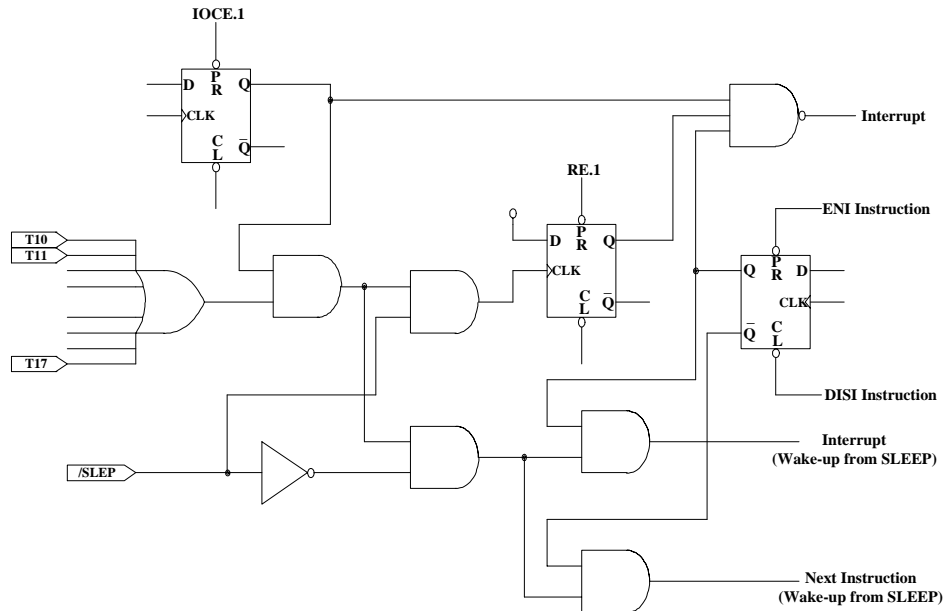 IOCE.1
D
P
R
Q
CLK
C
L
Q̅
Interrupt
RE.1
D
P
R
Q
CLK
C
L
Q̅
ENI Instruction
Q
P
R
D
CLK
Q̅
C
L
DISI Instruction
T10
T11
T17
/SLEP
Interrupt
(Wake-up from SLEEP)
Next Instruction
(Wake-up from SLEEP)